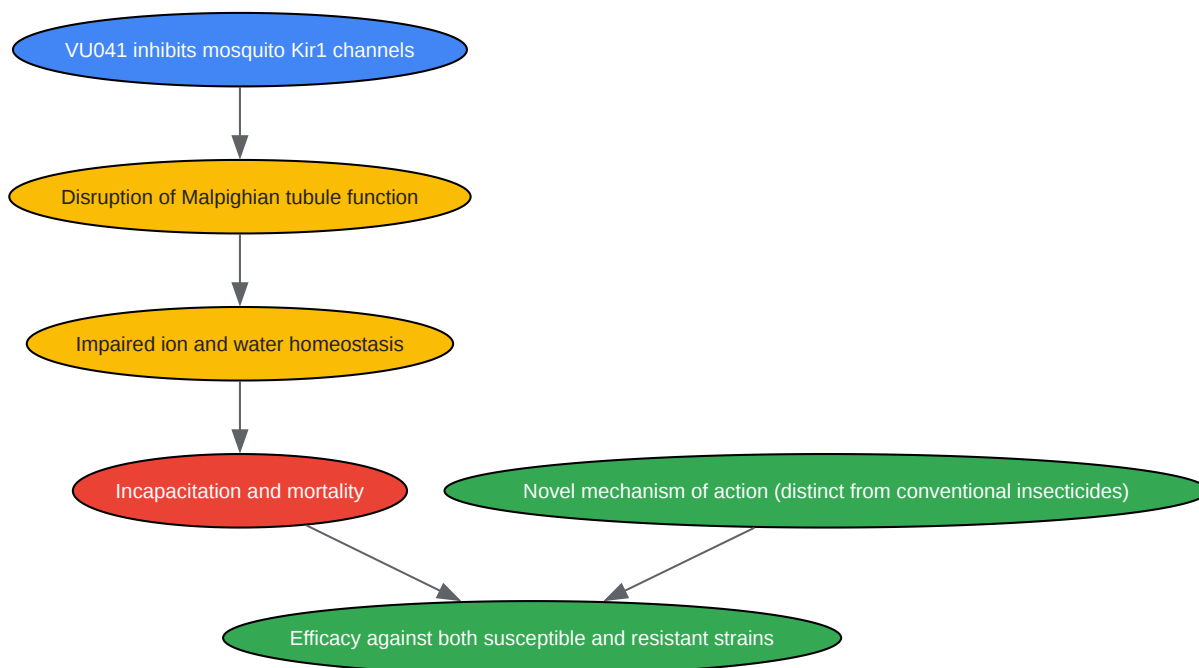 VU041 inhibits mosquito Kir1 channels
Disruption of Malpighian tubule function
Impaired ion and water homeostasis
Incapacitation and mortality
Novel mechanism of action (distinct from conventional insecticides)
Efficacy against both susceptible and resistant strains